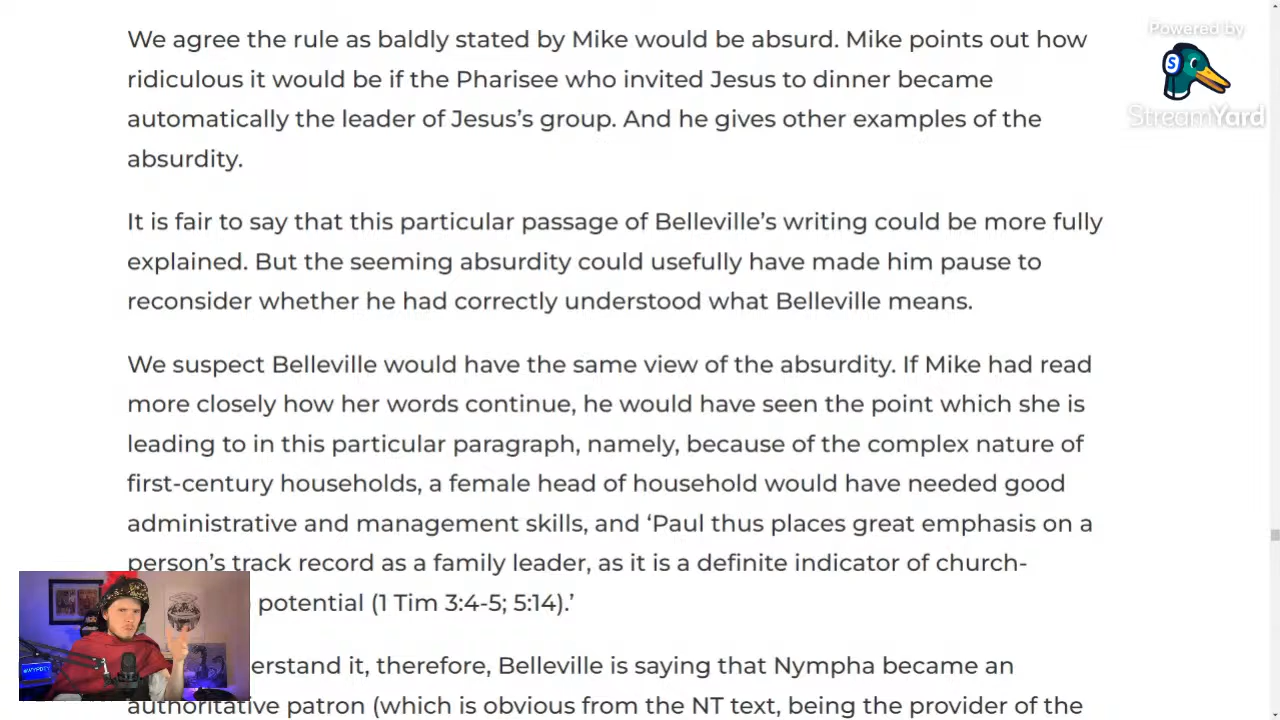 We agree the rule as baldly stated by Mike would be absurd. Mike points out how
ridiculous it would be if the Pharisee who invited Jesus to dinner became
automatically the leader of Jesus's group. And he gives other examples of the
absurdity.
It is fair to say that this particular passage of Belleville's writing could be more fully
explained. But the seeming absurdity could usefully have made him pause to
reconsider whether he had correctly understood what Belleville means.
We suspect Belleville would have the same view of the absurdity. If Mike had read
more closely how her words continue, he would have seen the point which she is
leading to in this particular paragraph, namely, because of the complex nature of
first-century households, a female head of household would have needed good
administrative and management skills, and ‘Paul thus places great emphasis on a
person's track record as a family leader, as it is a definite indicator of church-
potential (1 Tim 3:4-5; 5:14).’
erstand it, therefore, Belleville is saying that Nympha became an
authoritative patron (which is obvious from the NT text, being the provider of the
Powered by
S
StreamYard